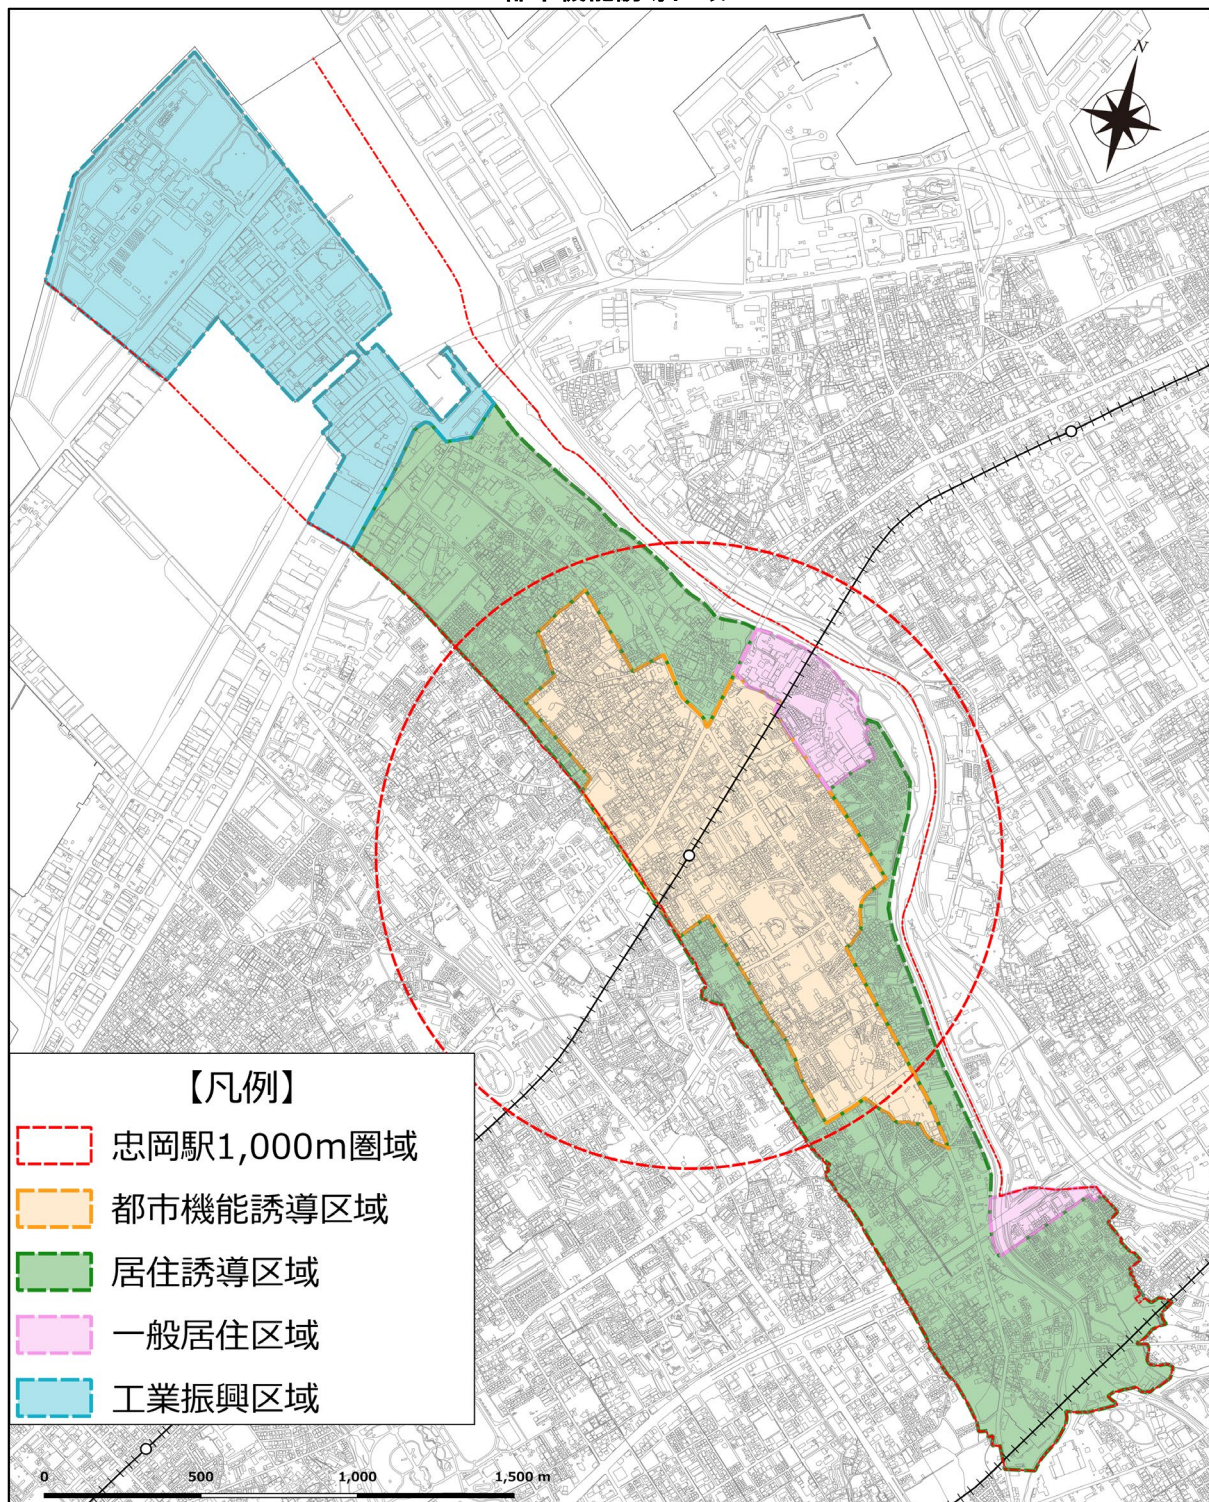 N
【凡例】
忠岡駅1,000m圏域
都市機能誘導区域
居住誘導区域
一般居住区域
工業振興区域
0 500 1,000 1,500 m